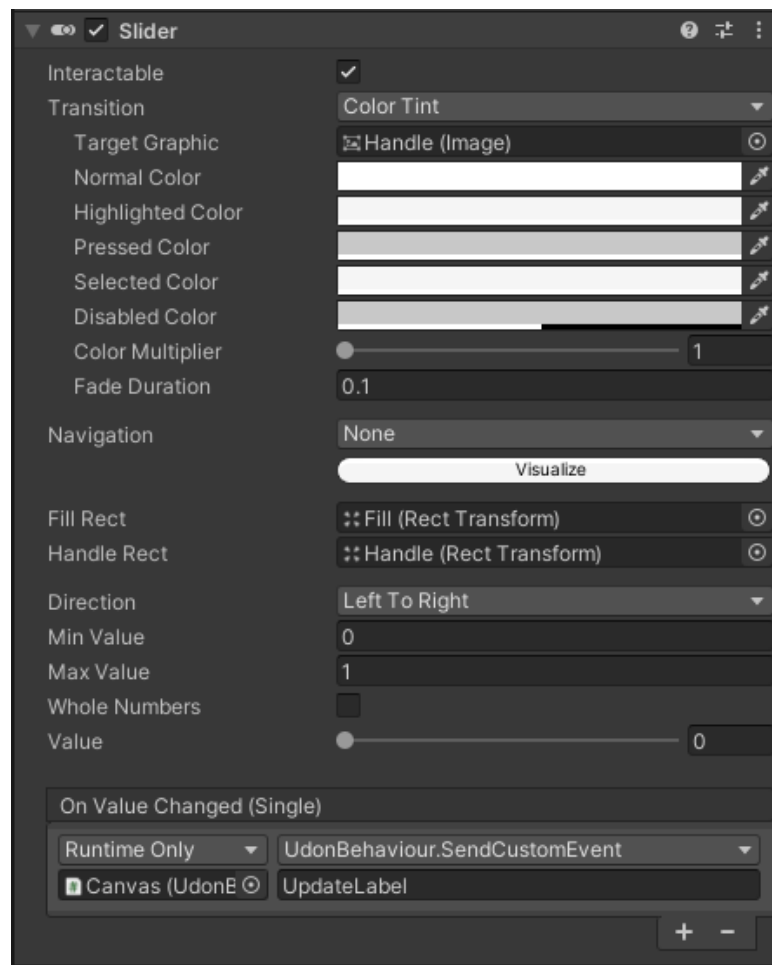 Slider
Interactable
Transition Color Tint
Target Graphic Handle (Image)
Normal Color
Highlighted Color
Pressed Color
Selected Color
Disabled Color
Color Multiplier 1
Fade Duration 0.1
Navigation None
Visualize
Fill Rect Fill (Rect Transform)
Handle Rect Handle (Rect Transform)
Direction Left To Right
Min Value 0
Max Value 1
Whole Numbers
Value 0
On Value Changed (Single)
Runtime Only UdonBehaviour.SendCustomEvent
Canvas (UdonB UpdateLabel
+ −